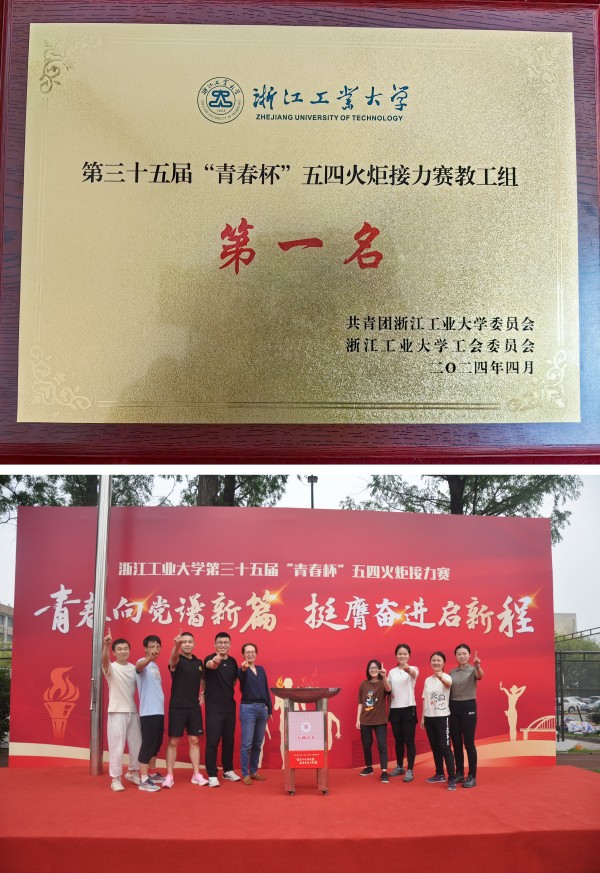 浙江工业大学
ZHEJIANG UNIVERSITY OF TECHNOLOGY
第三十五届“青春杯”五四火炬接力赛教工组
第一名
共青团浙江工业大学委员会
浙江工业大学工会委员会
二〇二四年四月
浙江工业大学第三十五届“青春杯”五四火炬接力赛
青春向党谱新篇 挺膺奋进启新程